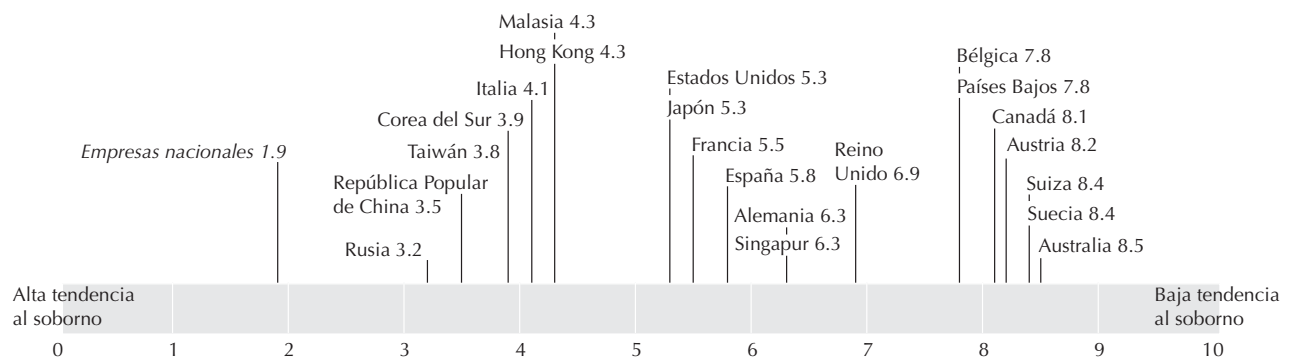 Malasia 4.3
Hong Kong 4.3
Italia 4.1
Corea del Sur 3.9
Taiwán 3.8
Empresas nacionales 1.9
República Popular
de China 3.5
Rusia 3.2
Estados Unidos 5.3
Japón 5.3
Francia 5.5
España 5.8
Alemania 6.3
Singapur 6.3
Reino
Unido 6.9
Bélgica 7.8
Países Bajos 7.8
Canadá 8.1
Austria 8.2
Suiza 8.4
Suecia 8.4
Australia 8.5
Alta tendencia
al soborno
Baja tendencia
al soborno
0 1 2 3 4 5 6 7 8 9 10